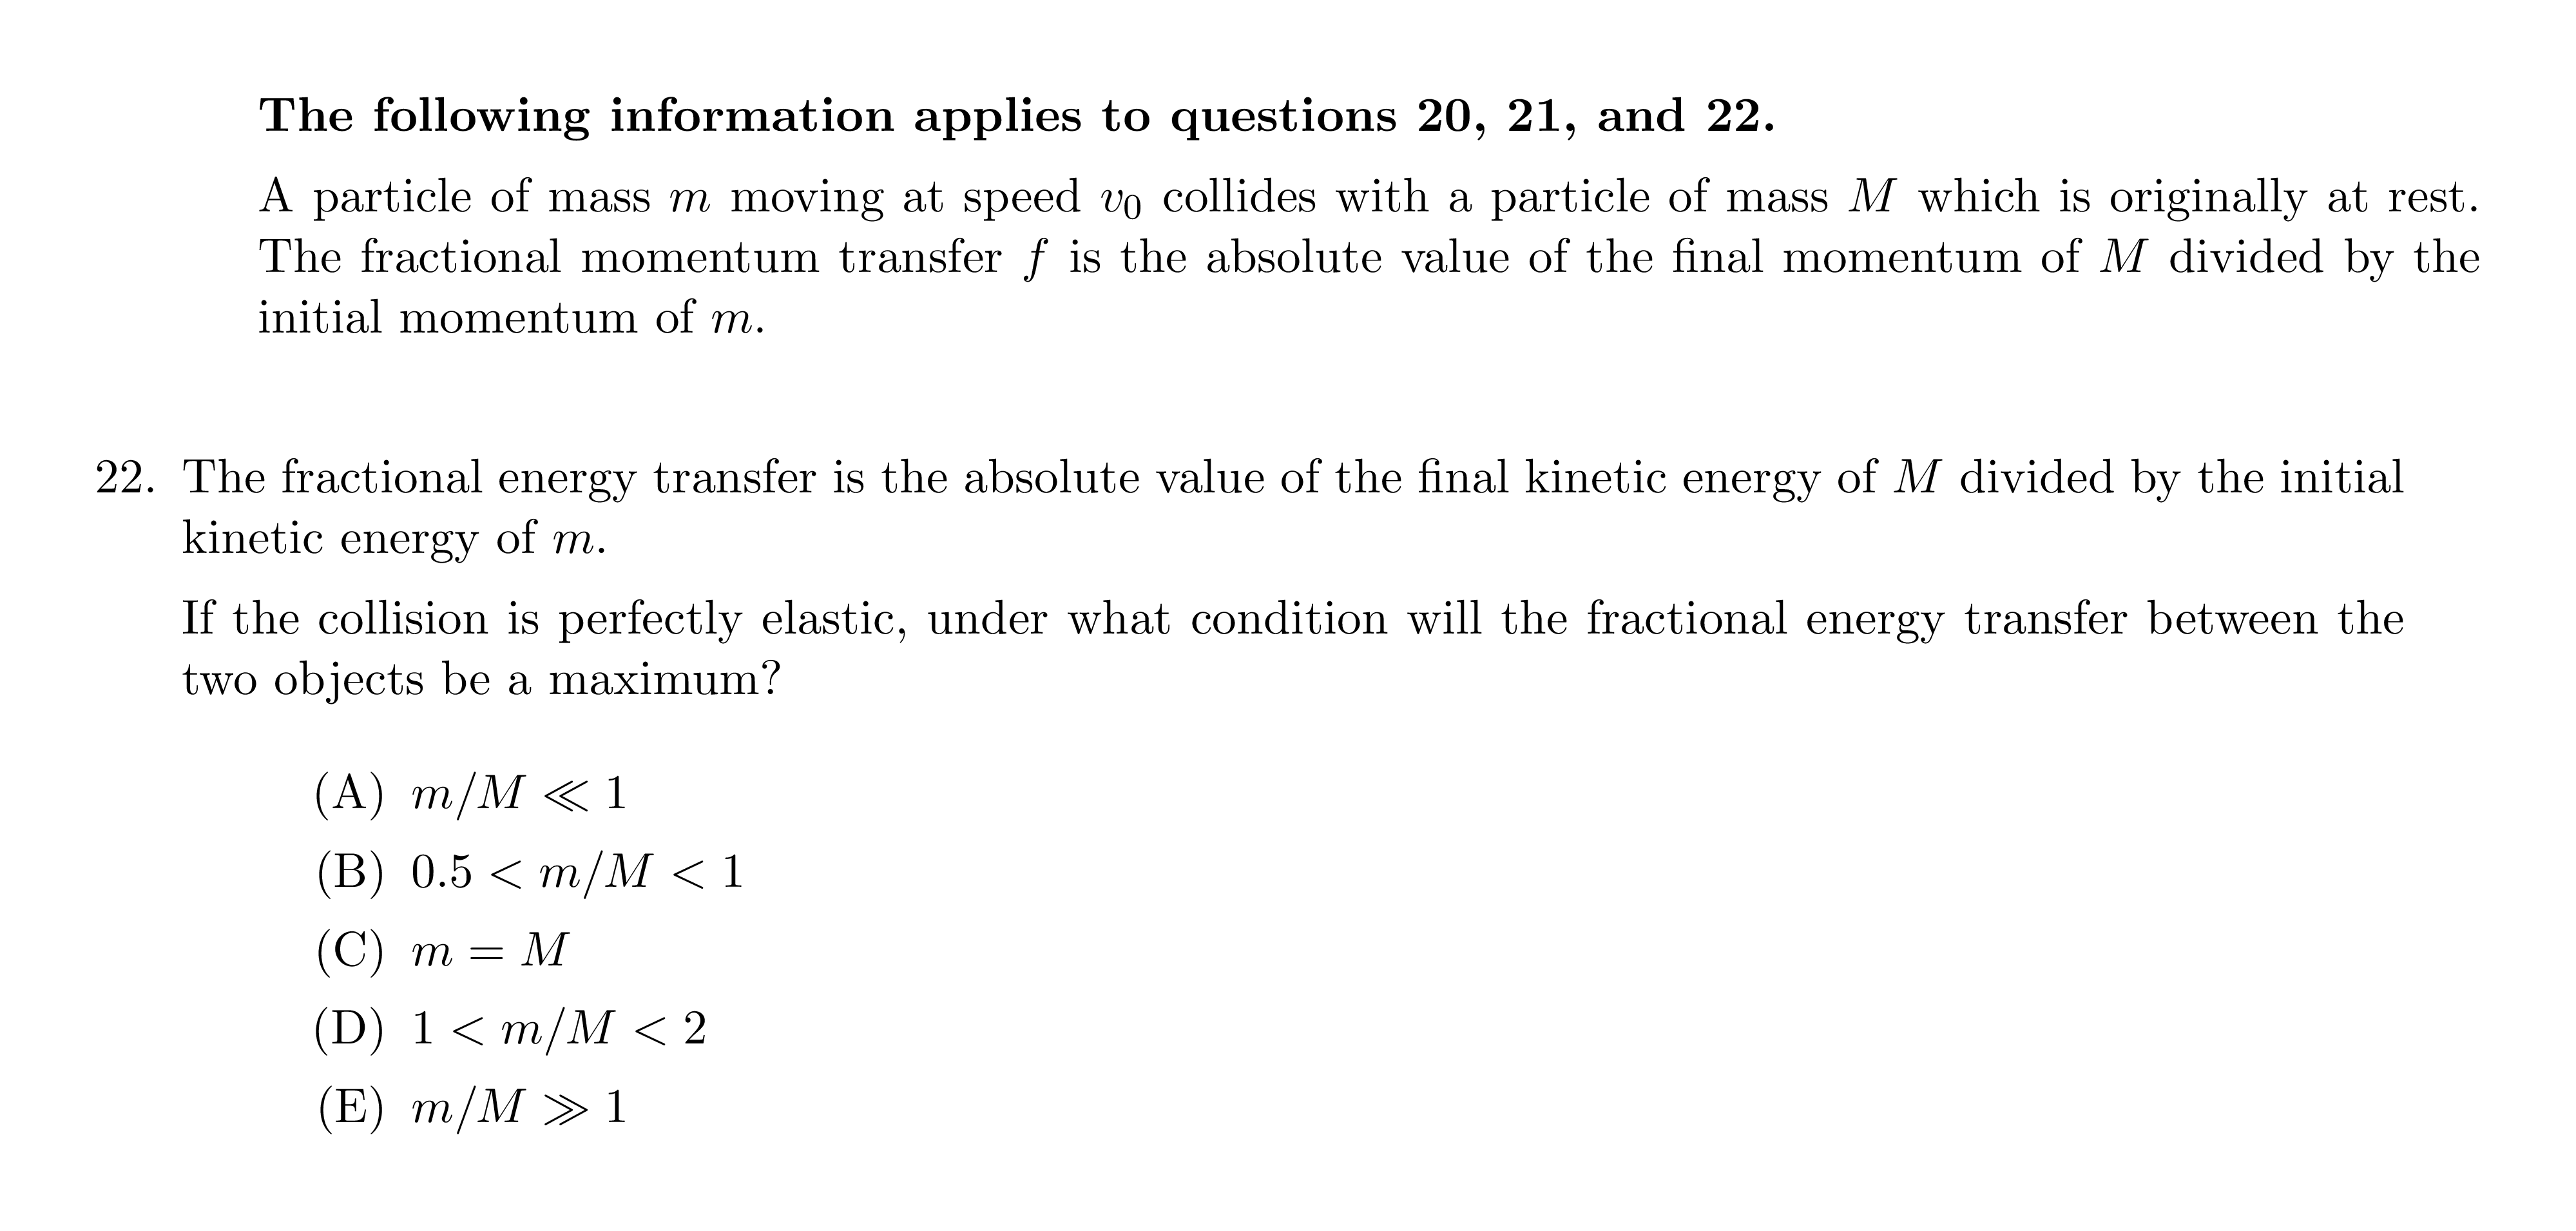 The following information applies to questions 20, 21, and 22.
A particle of mass m moving at speed v₀ collides with a particle of mass M which is originally at rest.
The fractional momentum transfer f is the absolute value of the final momentum of M divided by the
initial momentum of m.
22. The fractional energy transfer is the absolute value of the final kinetic energy of M divided by the initial
kinetic energy of m.
If the collision is perfectly elastic, under what condition will the fractional energy transfer between the
two objects be a maximum?
(A) m/M ≪ 1
(B) 0.5 < m/M < 1
(C) m = M
(D) 1 < m/M < 2
(E) m/M ≫ 1